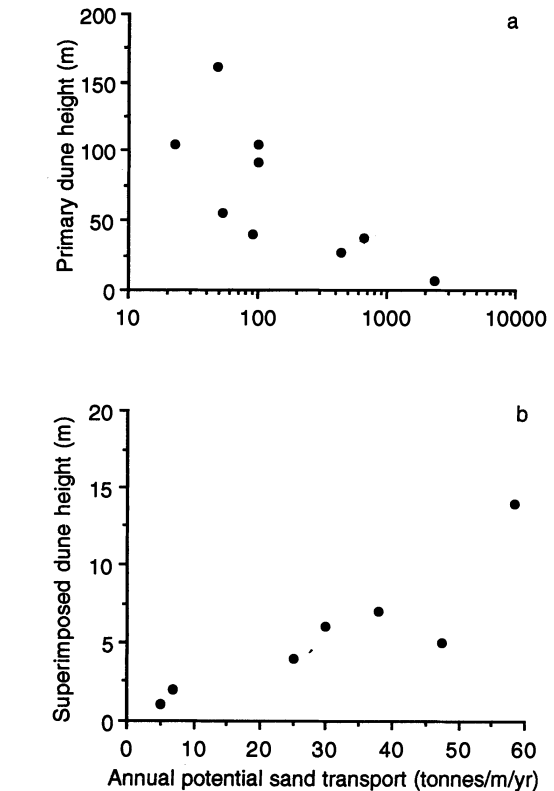 a
Primary dune height (m)
200
150
100
50
0
10 100 1000 10000
b
Superimposed dune height (m)
20
15
10
5
0
0 10 20 30 40 50 60
Annual potential sand transport (tonnes/m/yr)